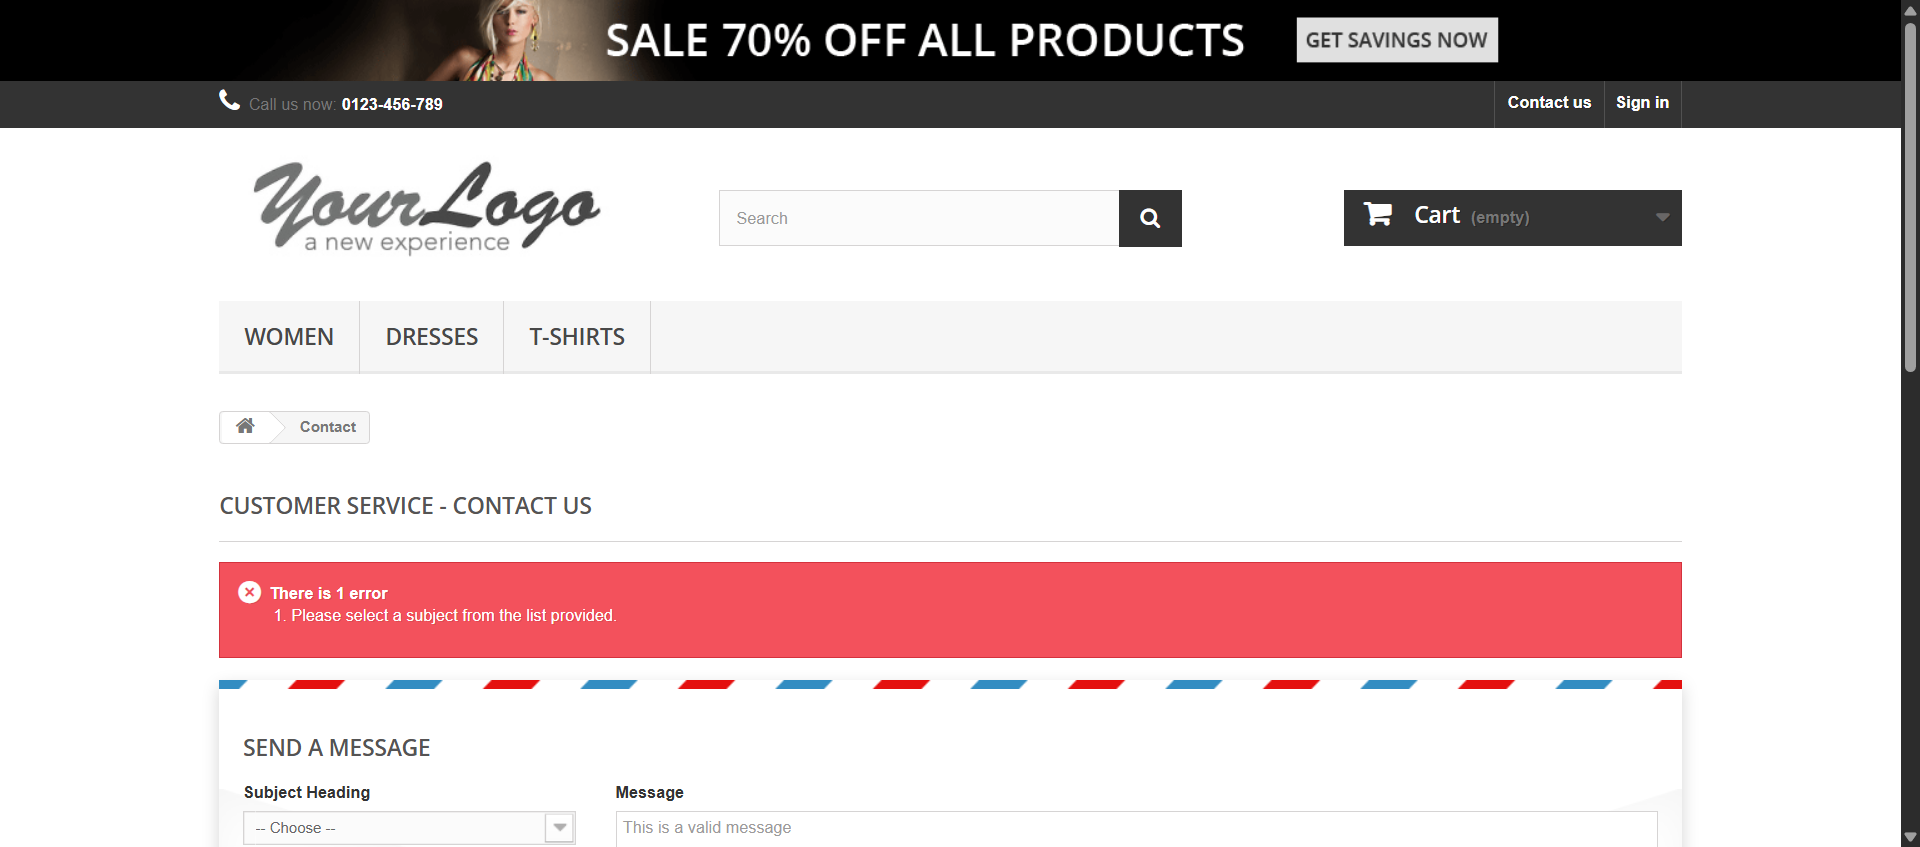 SALE 70% OFF ALL PRODUCTS
GET SAVINGS NOW
Call us now: 0123-456-789
Contact us
Sign in
YourLogo
a new experience
Search
Cart (empty)
WOMEN
DRESSES
T-SHIRTS
Contact
CUSTOMER SERVICE - CONTACT US
There is 1 error
1. Please select a subject from the list provided.
SEND A MESSAGE
Subject Heading
Message
-- Choose --
This is a valid message